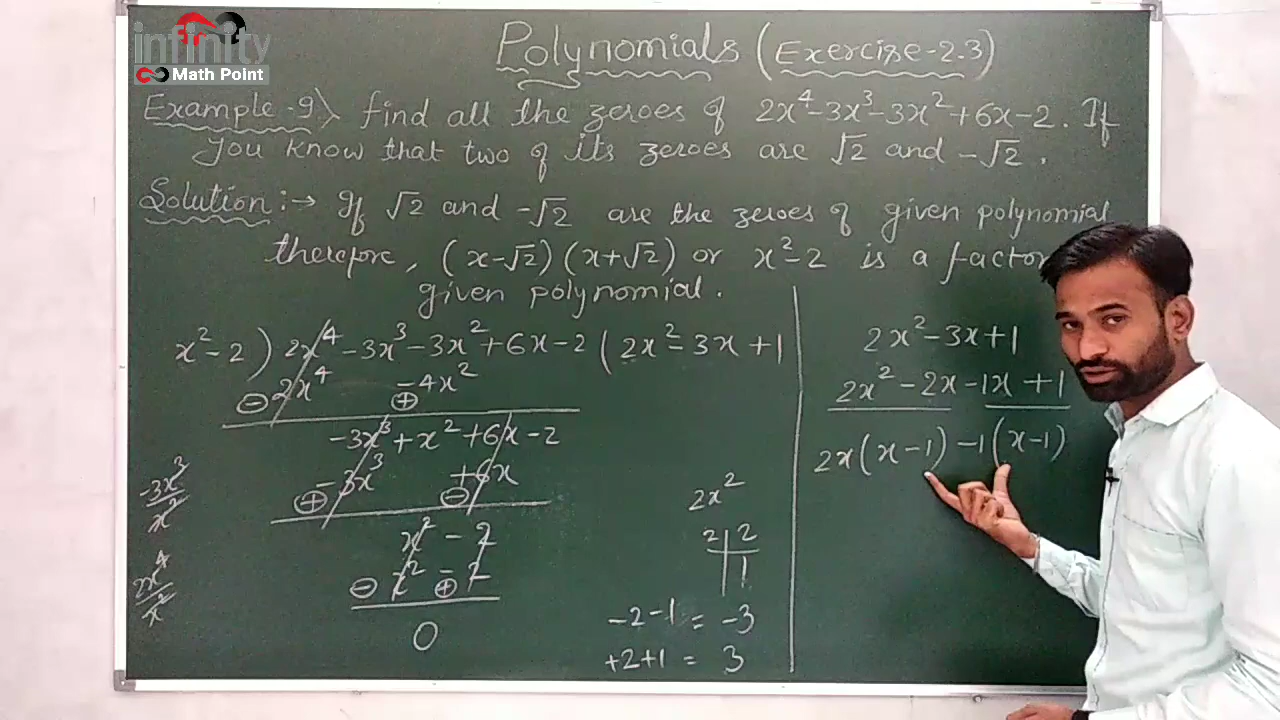 infinity
Math Point
Polynomials (Exercise-2.3)
Example-9) find all the zeroes of 2x⁴-3x³-3x²+6x-2. If
you know that two of its zeroes are √2 and -√2.
Solution:→ If √2 and -√2 are the zeroes of given polynomial
therefore, (x-√2)(x+√2) or x²-2 is a factor
given polynomial.
x²-2) 2x⁴-3x³-3x²+6x-2 (2x²-3x+1
⊖ 2x⁴ ⊕ -4x²
-3x³+x²+6x-2
⊕ -3x³ ⊖ +6x
x²-2
⊖ x² ⊕ -2
0
-3x³/x²
2x⁴/x²
2x²
2 | 2
| 1
-2-1 = -3
+2+1 = 3
2x²-3x+1
2x²-2x-1x+1
2x(x-1)-1(x-1)